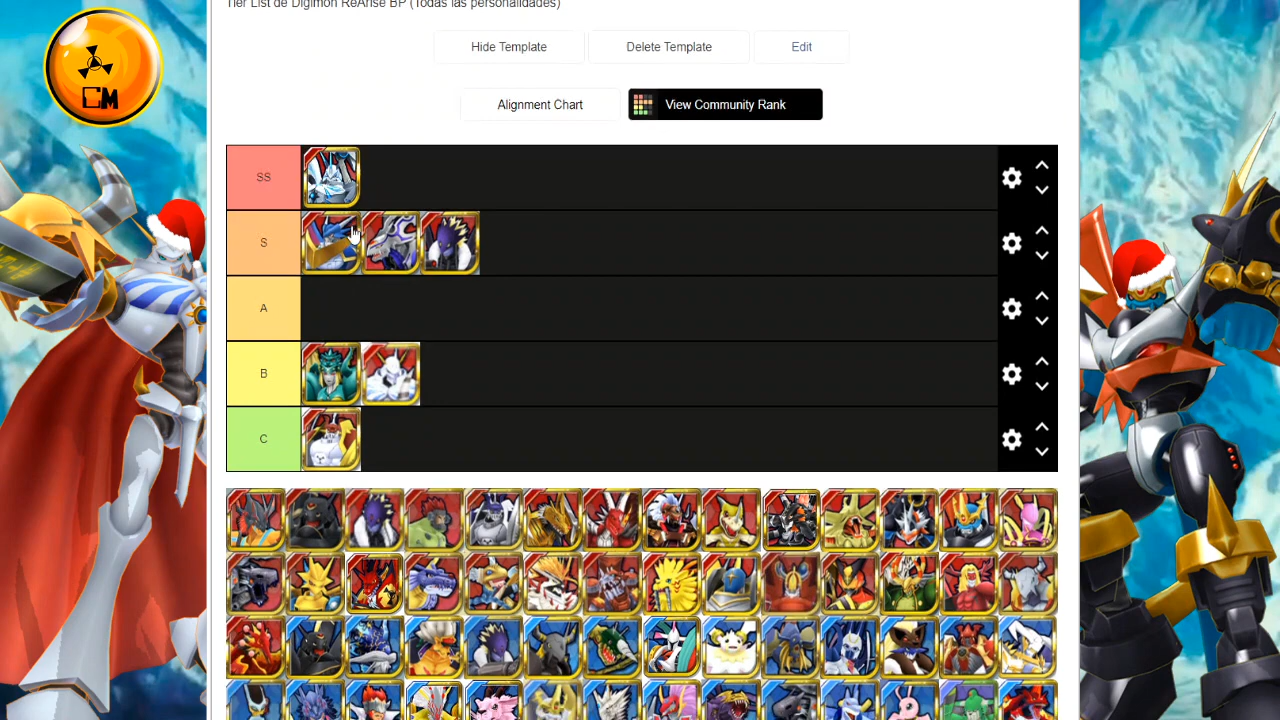 Tier List de Digimon ReArise BP (Todas las personalidades)
Hide Template
Delete Template
Edit
Alignment Chart
View Community Rank
SS
S
A
B
C
CM